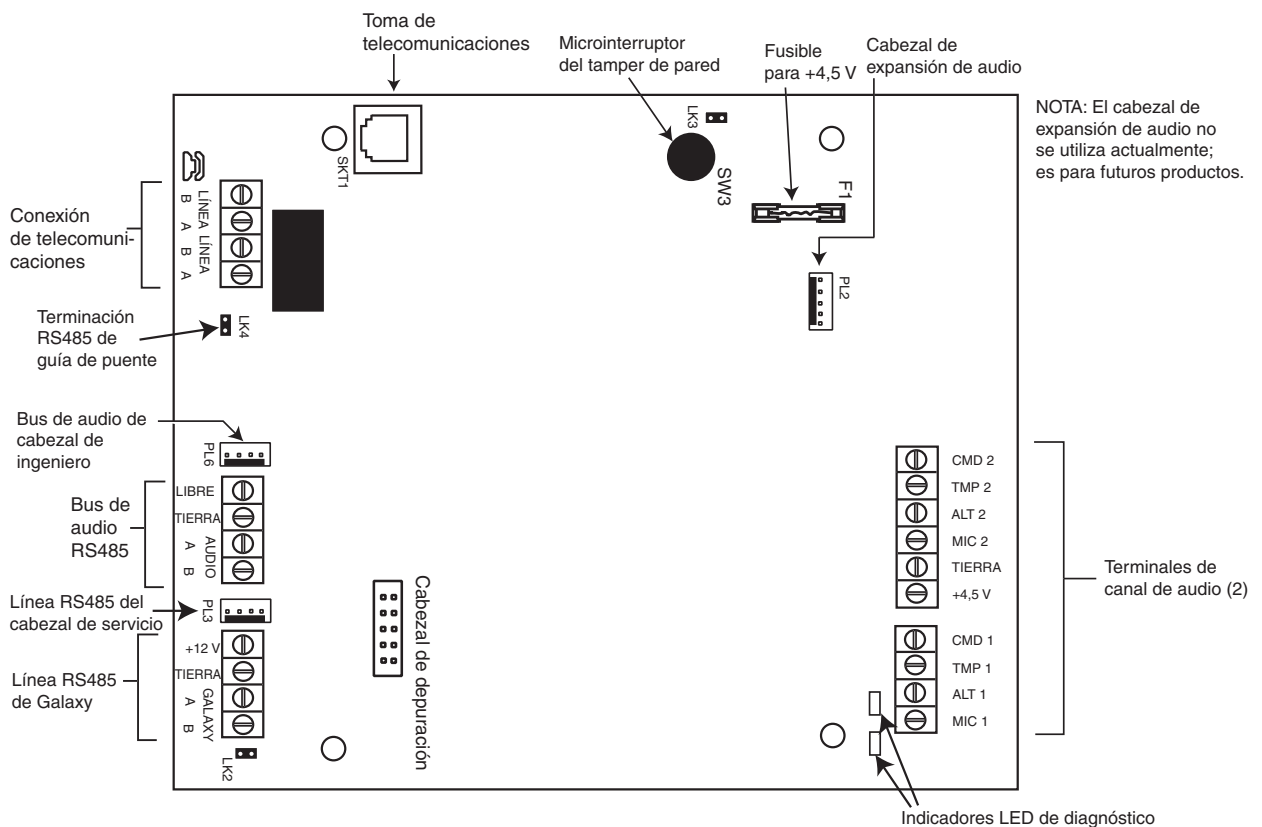 Toma de
telecomunicaciones
Microinterruptor
del tamper de pared
Fusible
para +4,5 V
Cabezal de
expansión de audio
NOTA: El cabezal de
expansión de audio no
se utiliza actualmente;
es para futuros productos.
LK3
SKT1
SW3
F1
PL2
Conexión
de telecomuni-
caciones
B
A
LÍNEA
B
A
LÍNEA
Terminación
RS485 de
guía de puente
LK4
Bus de audio de
cabezal de
ingeniero
PL6
Bus de
audio
RS485
LIBRE
TIERRA
A
B
AUDIO
Línea RS485 del
cabezal de servicio
PL3
Línea RS485
de Galaxy
+12 V
TIERRA
A
B
GALAXY
LK2
Cabezal de depuración
CMD 2
TMP 2
ALT 2
MIC 2
TIERRA
+4,5 V
CMD 1
TMP 1
ALT 1
MIC 1
Terminales de
canal de audio (2)
Indicadores LED de diagnóstico